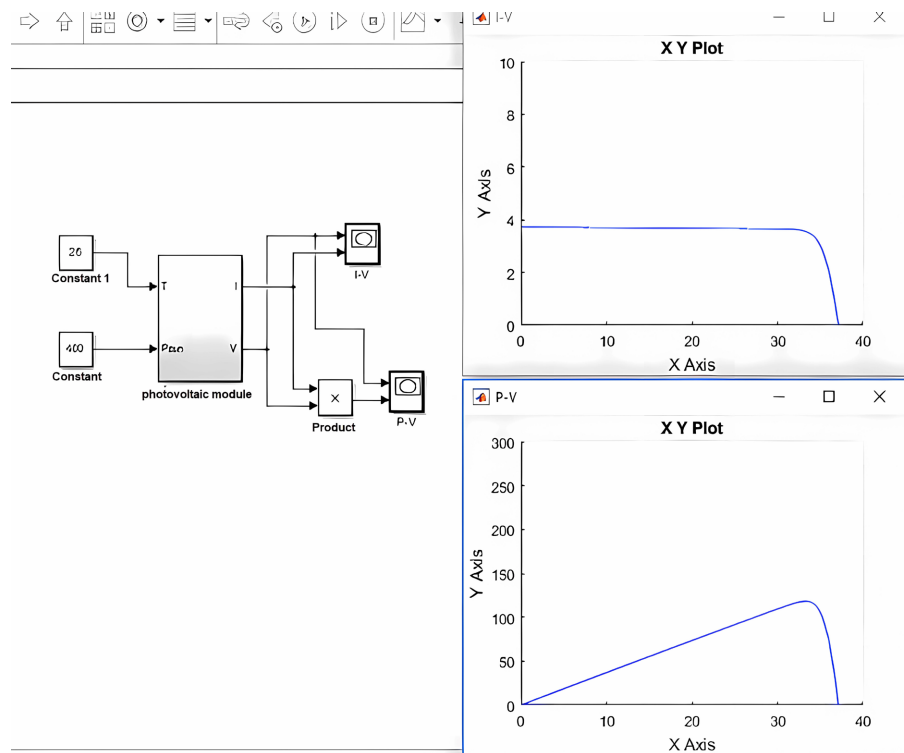 20
Constant 1
T
I
400
V
Constant
photovoltaic module
I-V
×
Product
P-V
I-V
X Y Plot
10
8
6
4
2
0
0 10 20 30 40
Y Axis
X Axis
P-V
X Y Plot
300
250
200
150
100
50
0
0 10 20 30 40
Y Axis
X Axis